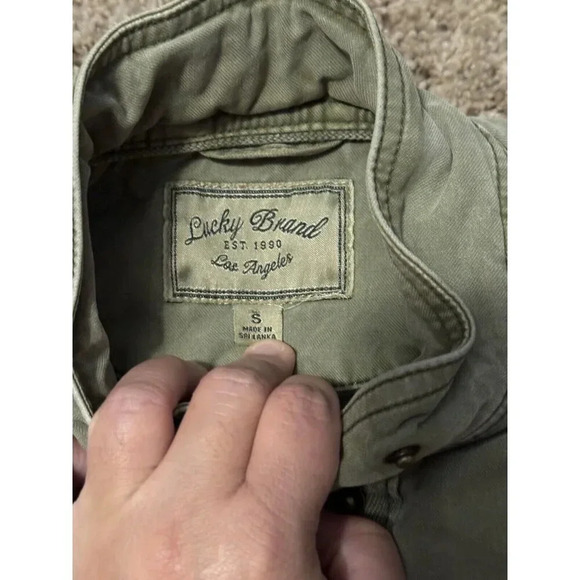 Lucky Brand
EST. 1990
Los Angeles
S
MADE IN
SRI LANKA